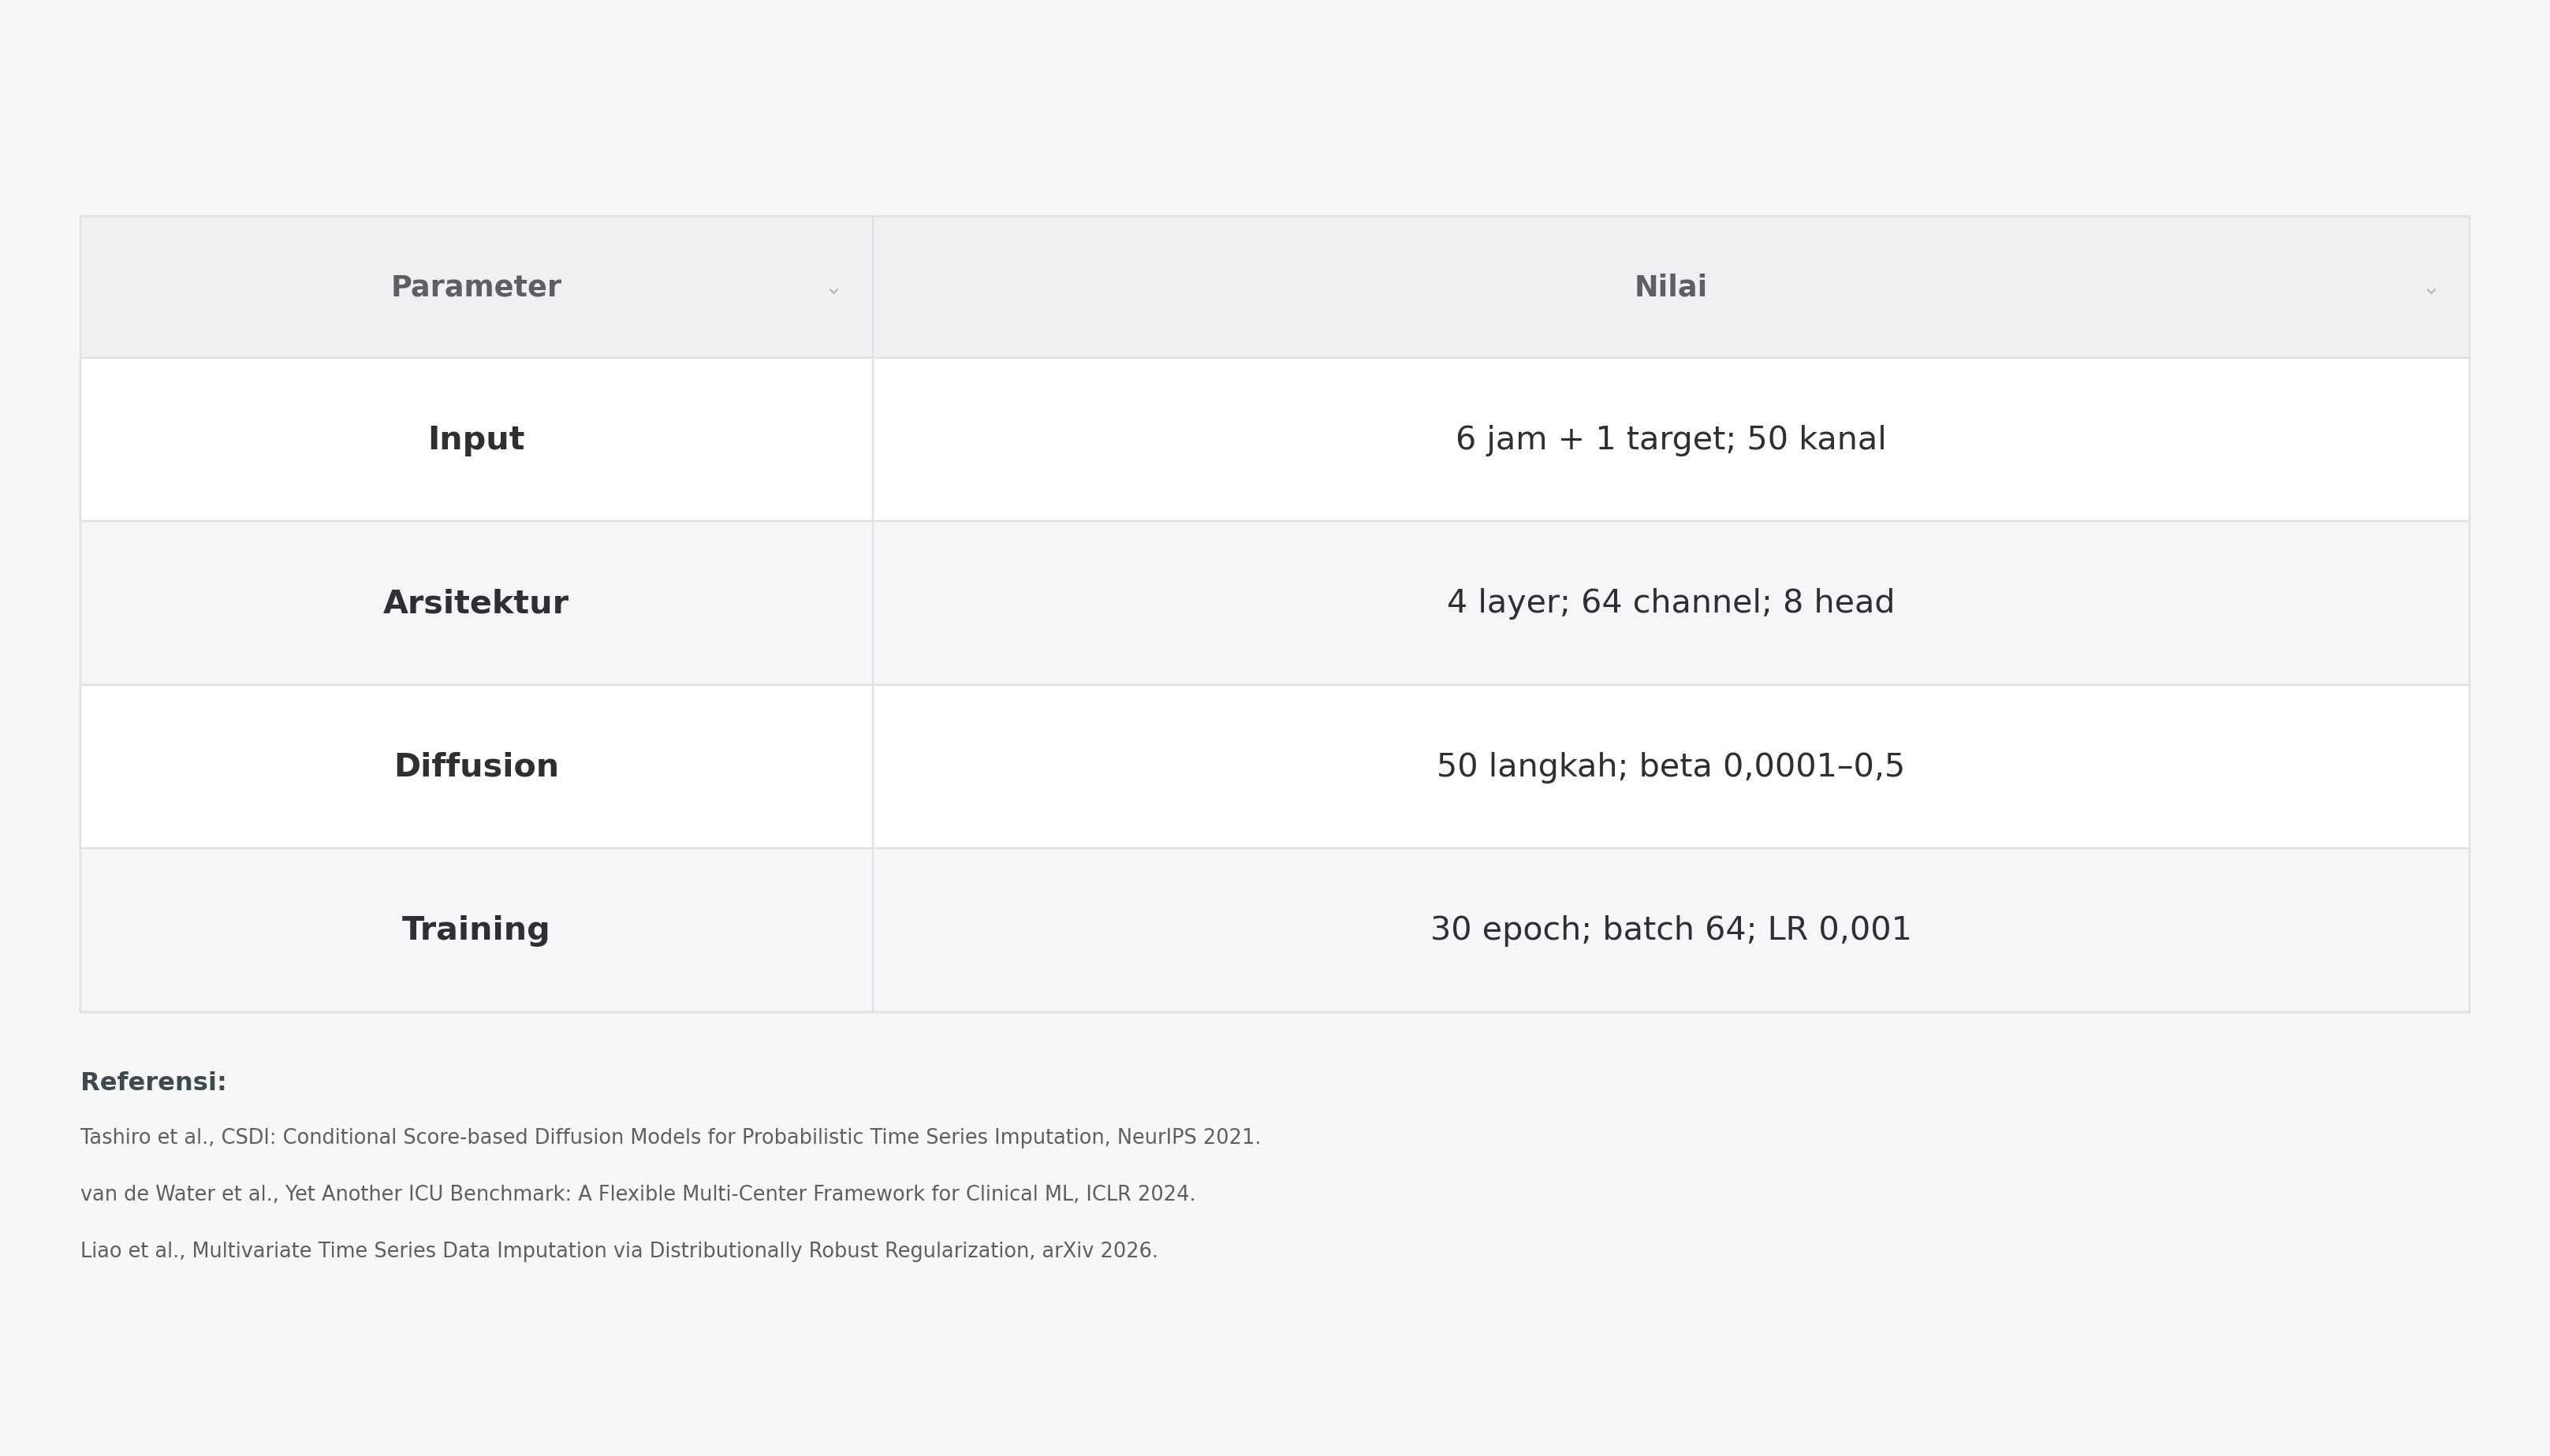 Parameter Nilai
Input 6 jam + 1 target; 50 kanal
Arsitektur 4 layer; 64 channel; 8 head
Diffusion 50 langkah; beta 0,0001–0,5
Training 30 epoch; batch 64; LR 0,001
Referensi:
Tashiro et al., CSDI: Conditional Score-based Diffusion Models for Probabilistic Time Series Imputation, NeurIPS 2021.
van de Water et al., Yet Another ICU Benchmark: A Flexible Multi-Center Framework for Clinical ML, ICLR 2024.
Liao et al., Multivariate Time Series Data Imputation via Distributionally Robust Regularization, arXiv 2026.